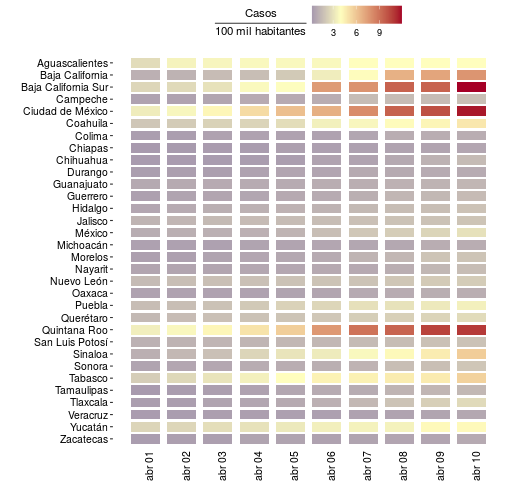 Casos
100 mil habitantes
3 6 9
Aguascalientes
Baja California
Baja California Sur
Campeche
Ciudad de México
Coahuila
Colima
Chiapas
Chihuahua
Durango
Guanajuato
Guerrero
Hidalgo
Jalisco
México
Michoacán
Morelos
Nayarit
Nuevo León
Oaxaca
Puebla
Querétaro
Quintana Roo
San Luis Potosí
Sinaloa
Sonora
Tabasco
Tamaulipas
Tlaxcala
Veracruz
Yucatán
Zacatecas
abr 01
abr 02
abr 03
abr 04
abr 05
abr 06
abr 07
abr 08
abr 09
abr 10